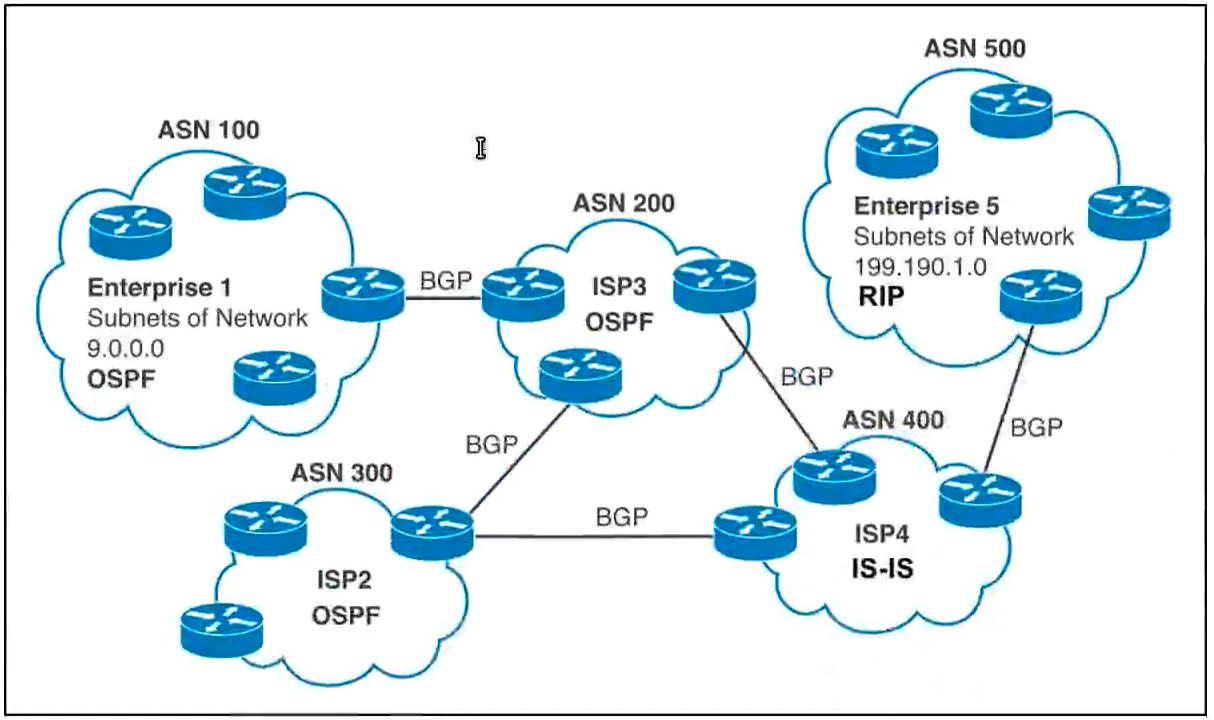 ASN 500
ASN 100
Enterprise 5
Subnets of Network
199.190.1.0
RIP
ASN 200
Enterprise 1
Subnets of Network
9.0.0.0
OSPF
BGP
ISP3
OSPF
BGP
BGP
BGP
ASN 400
ASN 300
BGP
ISP4
IS-IS
ISP2
OSPF